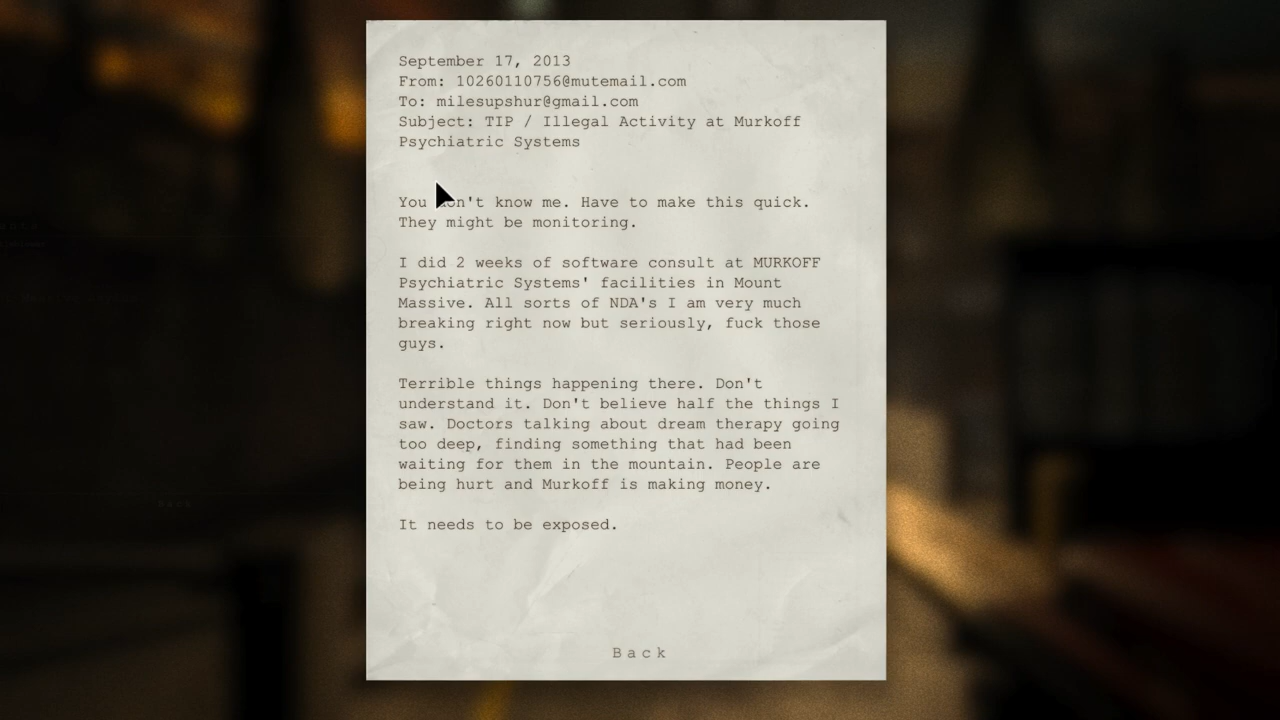 September 17, 2013
From: 10260110756@mutemail.com
To: milesupshur@gmail.com
Subject: TIP / Illegal Activity at Murkoff
Psychiatric Systems
You don't know me. Have to make this quick.
They might be monitoring.
I did 2 weeks of software consult at MURKOFF
Psychiatric Systems' facilities in Mount
Massive. All sorts of NDA's I am very much
breaking right now but seriously, fuck those
guys.
Terrible things happening there. Don't
understand it. Don't believe half the things I
saw. Doctors talking about dream therapy going
too deep, finding something that had been
waiting for them in the mountain. People are
being hurt and Murkoff is making money.
It needs to be exposed.
Back